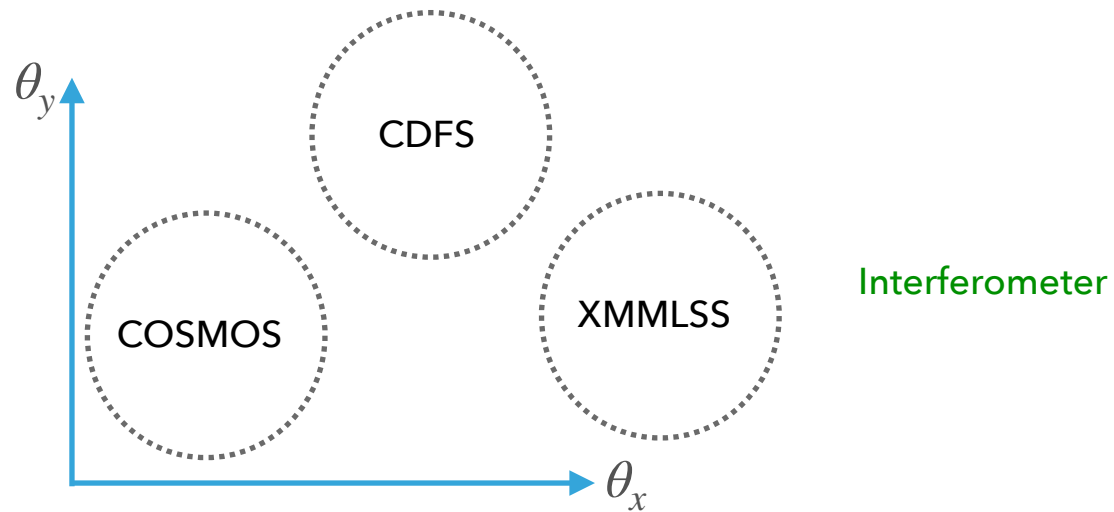 θy
CDFS
Interferometer
XMMLSS
COSMOS
θx